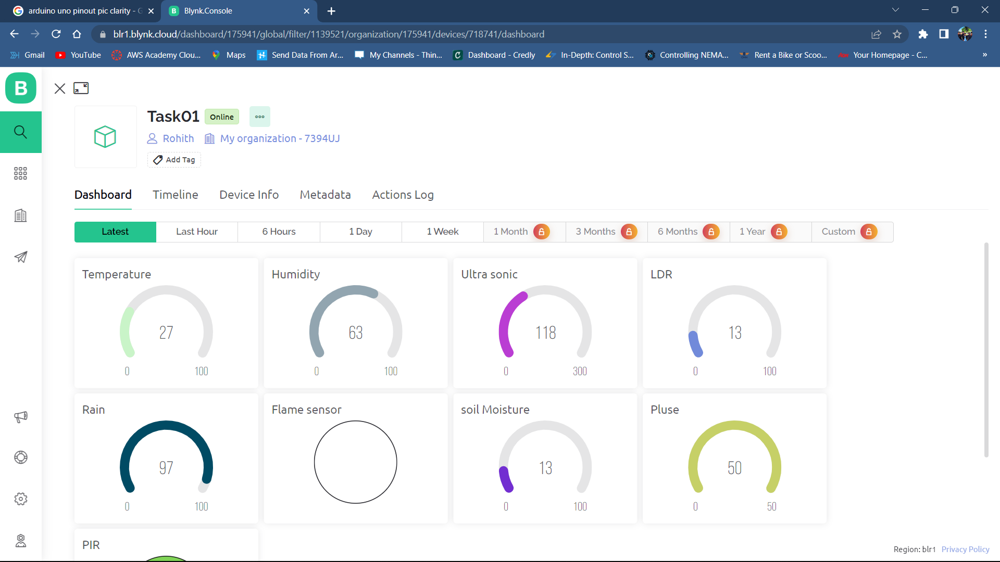 arduino uno pinout pic clarity - G
Blynk.Console
blr1.blynk.cloud/dashboard/175941/global/filter/1139521/organization/175941/devices/718741/dashboard
Gmail YouTube AWS Academy Clou... Maps Send Data From Ar... My Channels - Thin... Dashboard - Credly In-Depth: Control S... Controlling NEMA... Rent a Bike or Scoo... Your Homepage - C... »
B
Task01 Online
Rohith My organization - 7394UJ
Add Tag
Dashboard Timeline Device Info Metadata Actions Log
Latest Last Hour 6 Hours 1 Day 1 Week 1 Month 3 Months 6 Months 1 Year Custom
Temperature Humidity Ultra sonic LDR
27 63 118 13
0 100 0 100 0 300 0 100
Rain Flame sensor soil Moisture Pluse
97 13 50
0 100 0 100 0 50
PIR
Region: blr1 Privacy Policy